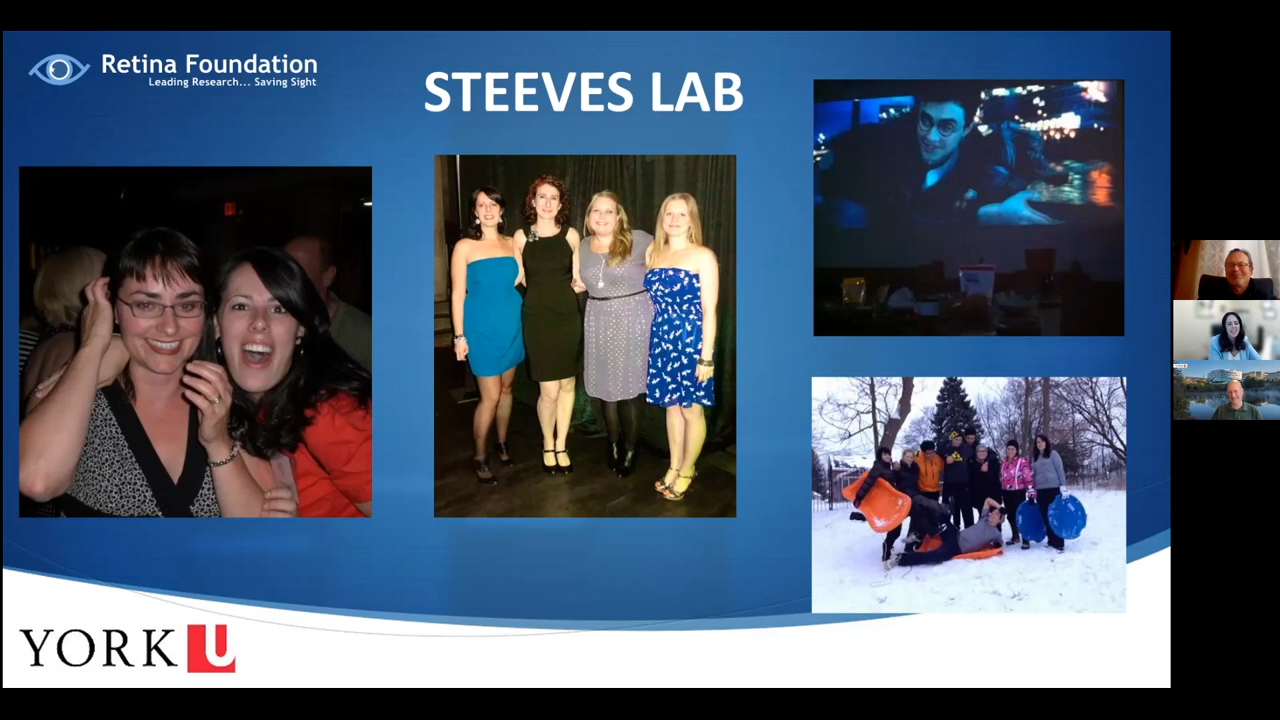 Retina Foundation
Leading Research... Saving Sight
STEEVES LAB
YORK U